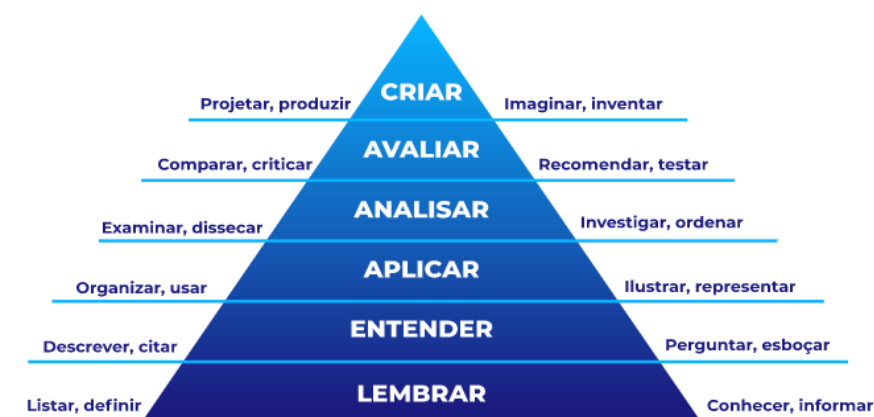 CRIAR
Projetar, produzir
Imaginar, inventar
AVALIAR
Comparar, criticar
Recomendar, testar
ANALISAR
Examinar, dissecar
Investigar, ordenar
APLICAR
Organizar, usar
Ilustrar, representar
ENTENDER
Descrever, citar
Perguntar, esboçar
LEMBRAR
Listar, definir
Conhecer, informar